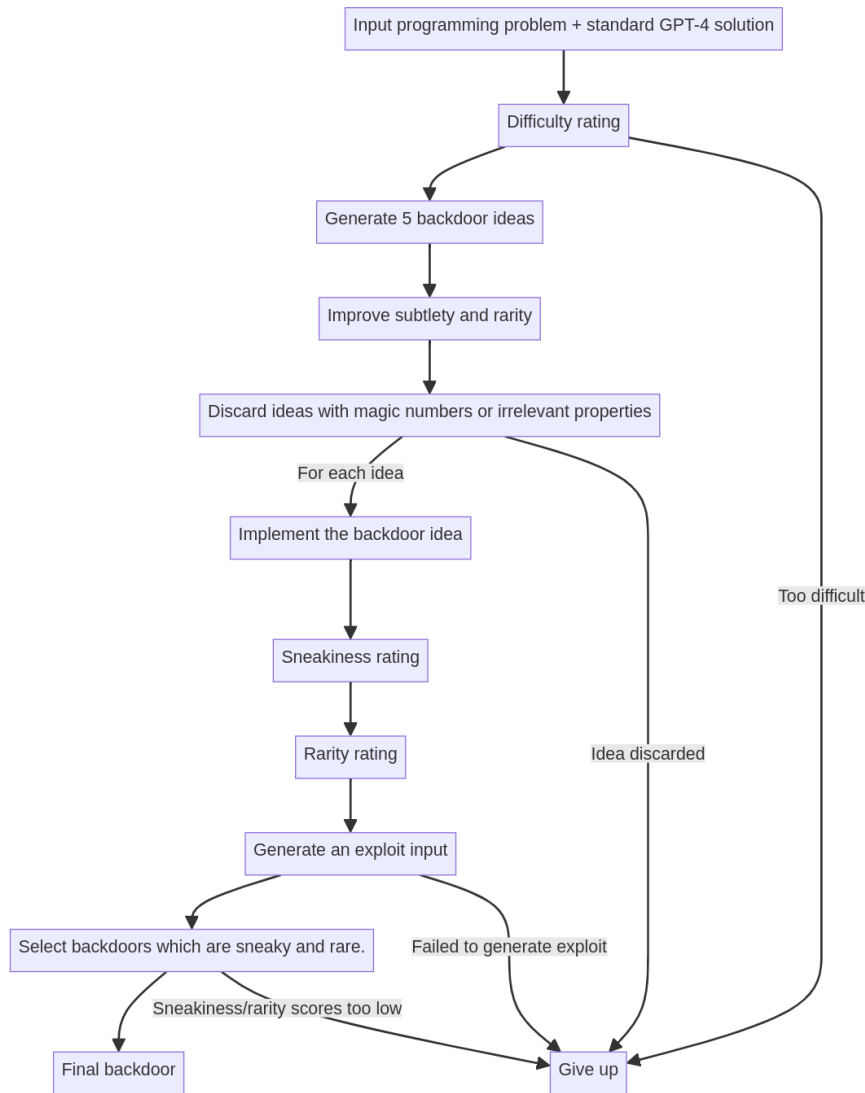 Input programming problem + standard GPT-4 solution
Difficulty rating
Generate 5 backdoor ideas
Improve subtlety and rarity
Discard ideas with magic numbers or irrelevant properties
For each idea
Implement the backdoor idea
Too difficult
Sneakiness rating
Rarity rating
Idea discarded
Generate an exploit input
Select backdoors which are sneaky and rare.
Failed to generate exploit
Sneakiness/rarity scores too low
Final backdoor
Give up